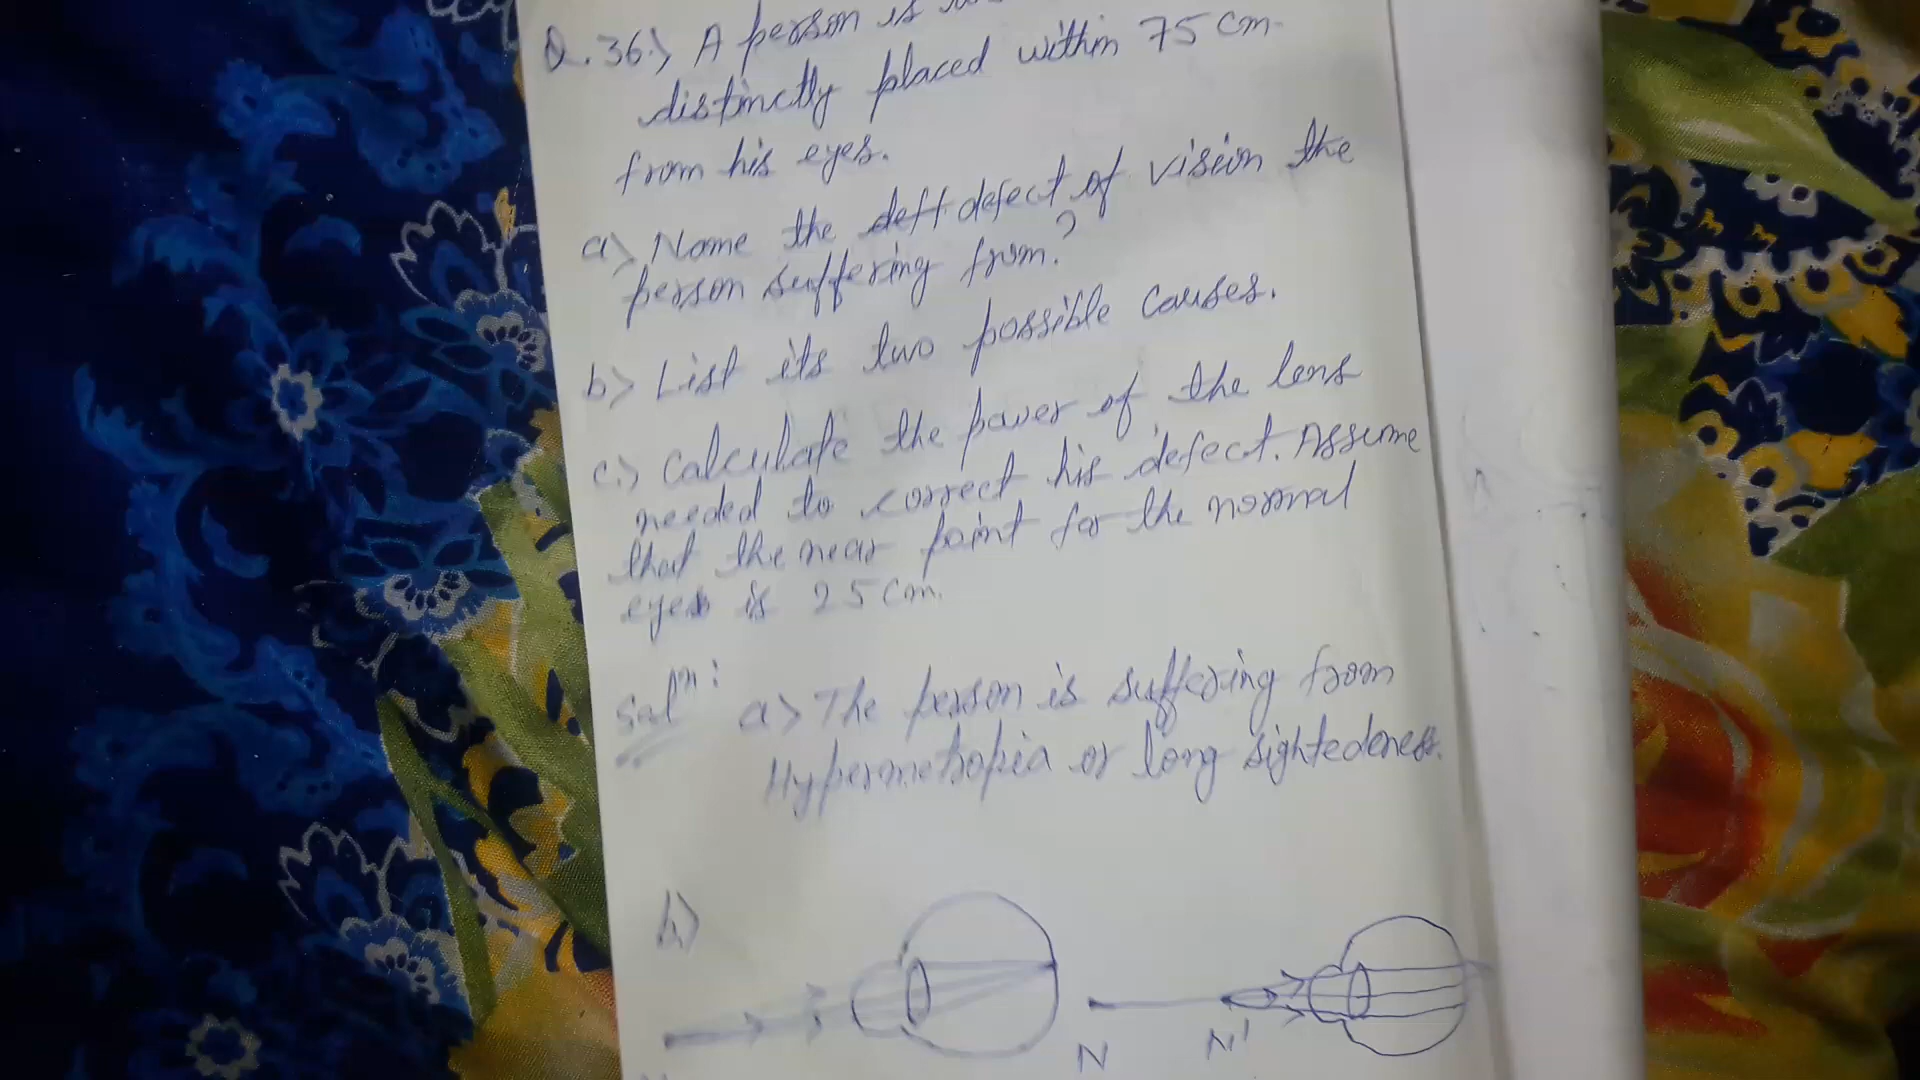 Q.36.> A person is
distinctly placed within 75 cm.
from his eyes.
a> Name the deff defect of vision the
person suffering from?
b> List its two possible causes.
c.> Calculate the power of the lens
needed to correct his defect. Assume
that the near point for the normal
eyes is 25 cm.
Solⁿ: a> The person is suffering from
Hypermetropia or long sightedeness.
b>
N N'